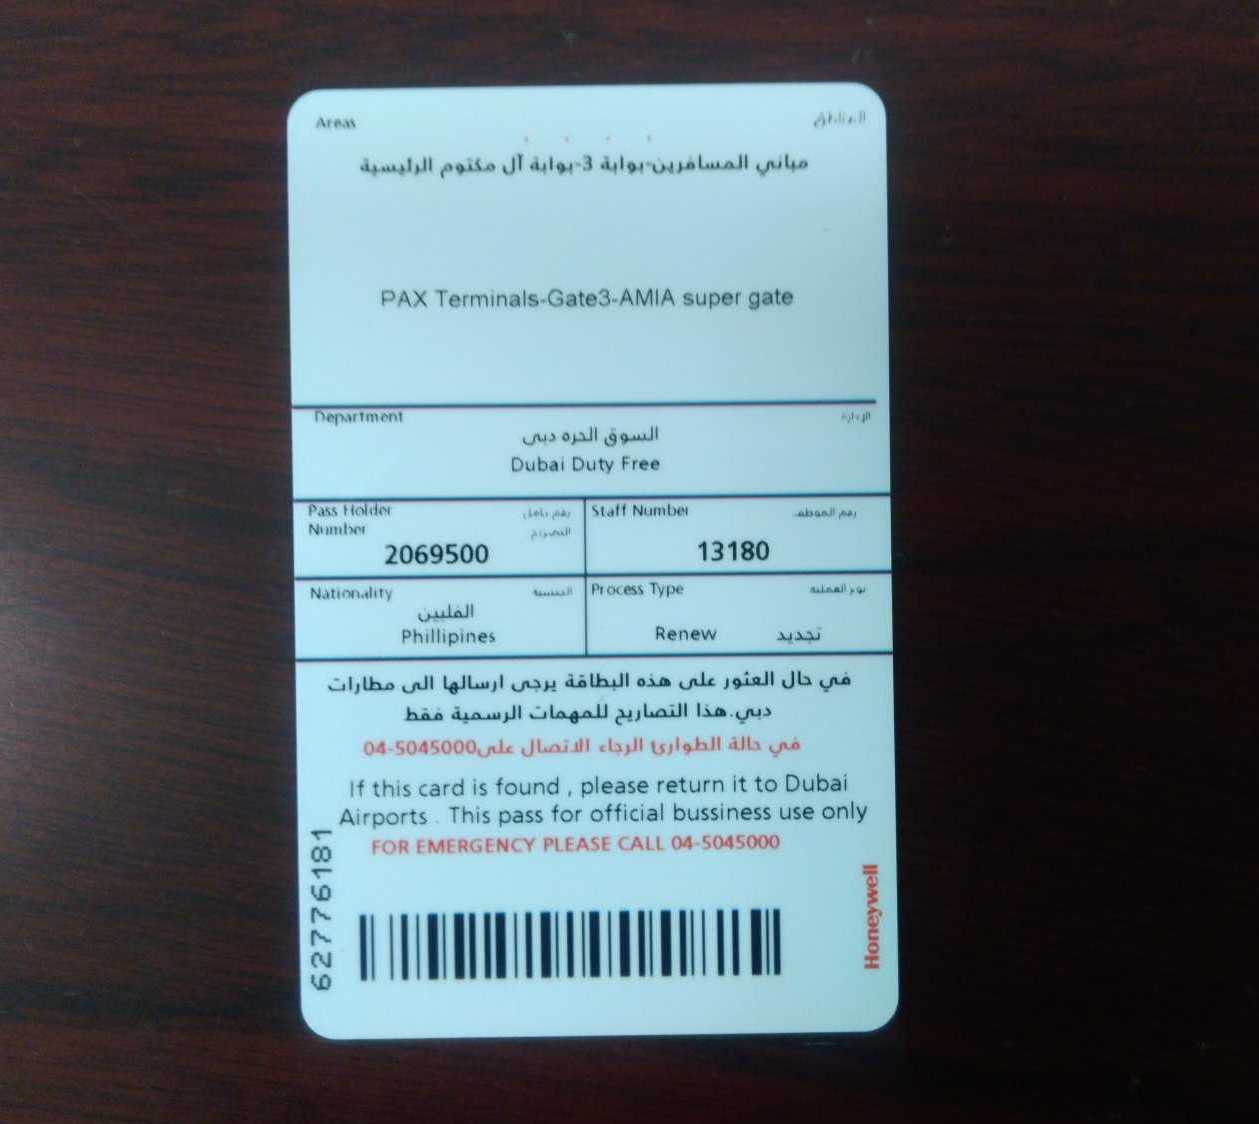 Areas المناطق
مباني المسافرين-بوابة 3-بوابة آل مكتوم الرئيسية
PAX Terminals-Gate3-AMIA super gate
Department الإدارة
السوق الحره دبي
Dubai Duty Free
Pass Holder رقم حامل
Number التصريح
2069500
Staff Number رقم الموظف
13180
Nationality الجنسية
الفلبين
Phillipines
Process Type نوع العملية
Renew تجديد
في حال العثور على هذه البطاقة يرجى ارسالها الى مطارات
دبي.هذا التصاريح للمهمات الرسمية فقط
في حالة الطوارئ الرجاء الاتصال على04-5045000
If this card is found , please return it to Dubai
Airports . This pass for official bussiness use only
FOR EMERGENCY PLEASE CALL 04-5045000
62776181
Honeywell